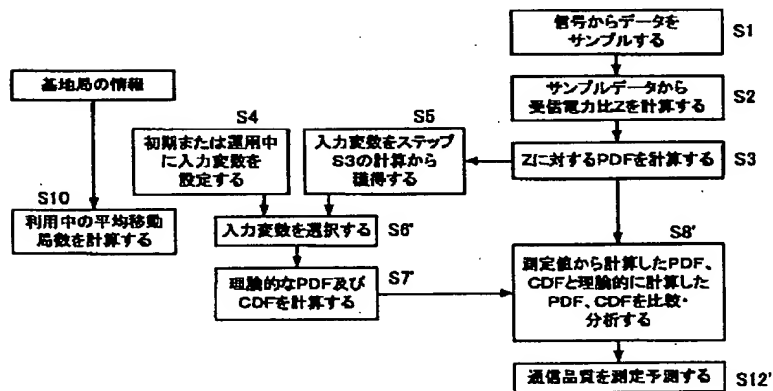 信号からデータを
サンプルする
S1
基地局の情報
サンプルデータから
受信電力比Zを計算する
S2
S4
初期または運用中
に入力変数を
設定する
S5
入力変数をステップ
S3の計算から
獲得する
Zに対するPDFを計算する
S3
S10
利用中の平均移動
局数を計算する
入力変数を選択する
S6'
理論的なPDF及び
CDFを計算する
S7'
S8'
測定値から計算したPDF、
CDFと理論的に計算した
PDF、CDFを比較・
分析する
通信品質を測定予測する
S12'